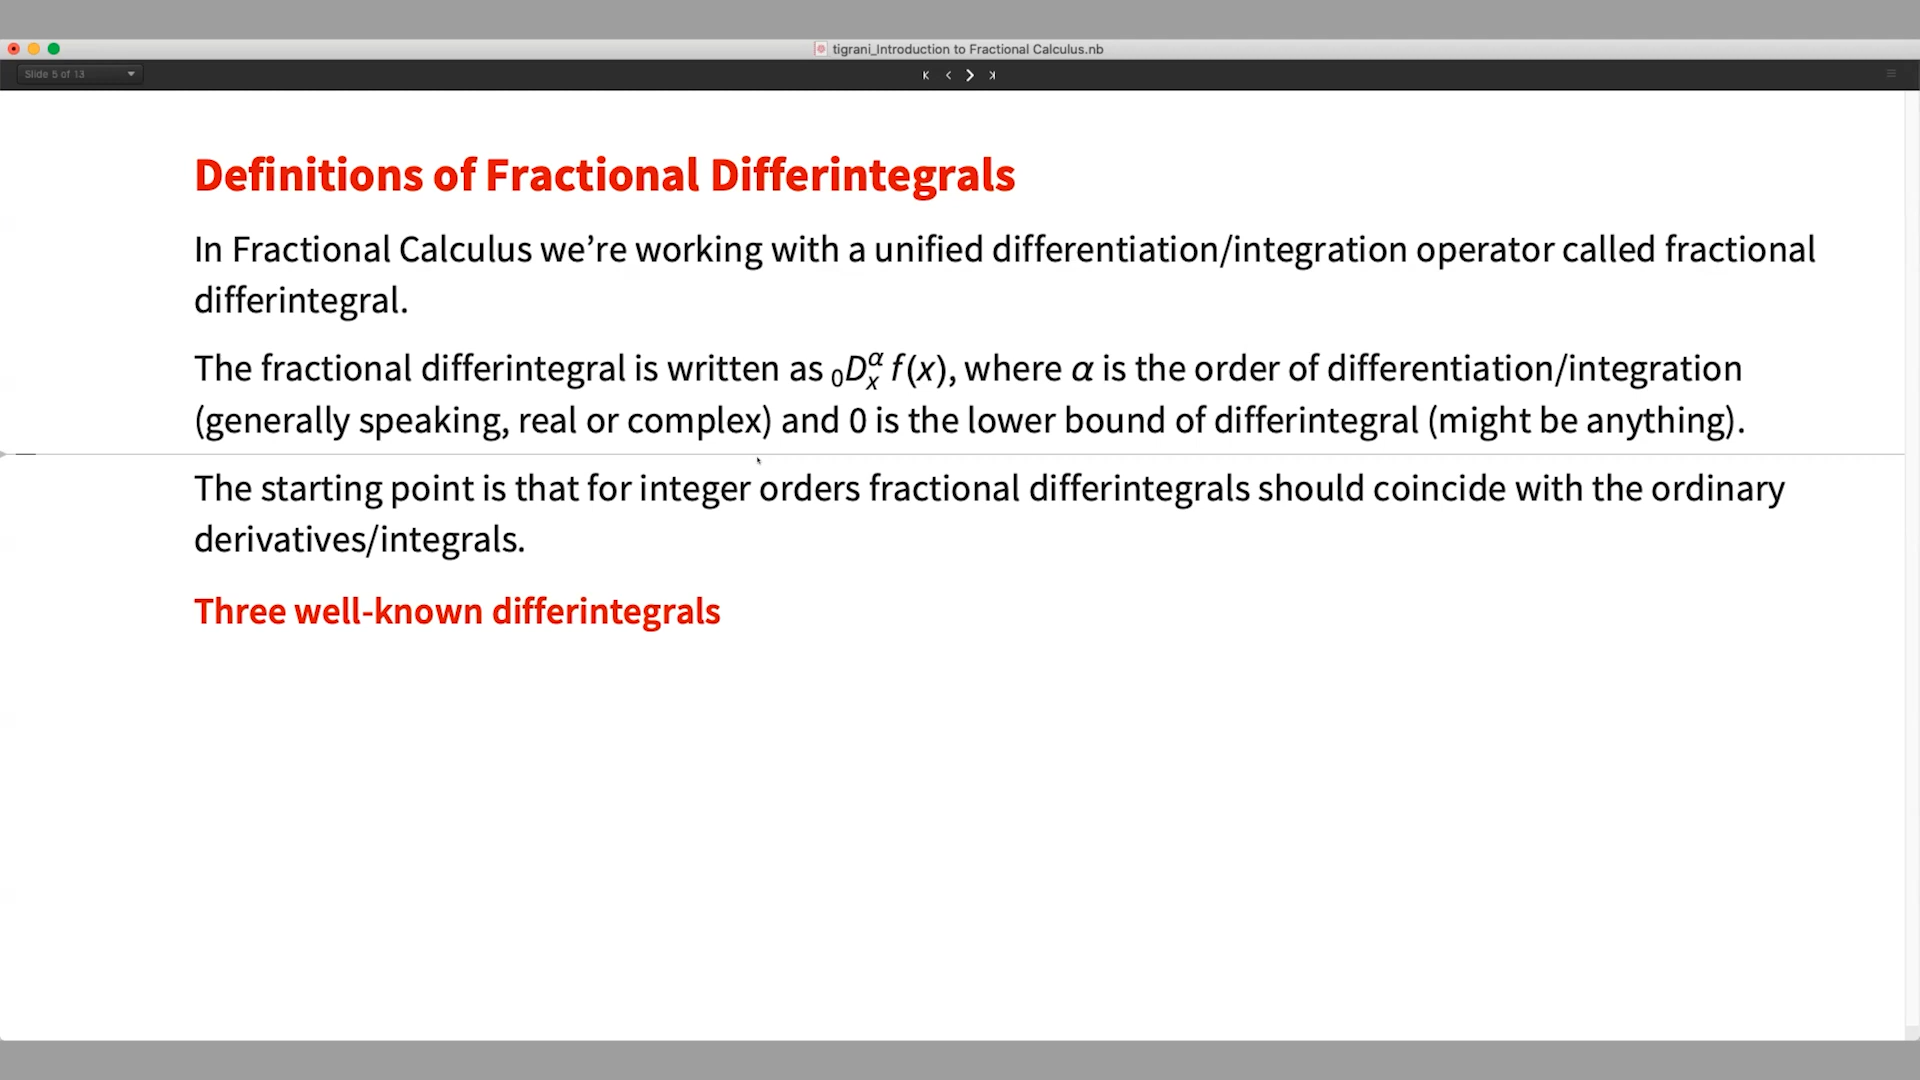 tigrani_Introduction to Fractional Calculus.nb
Slide 5 of 13
Definitions of Fractional Differintegrals
In Fractional Calculus we’re working with a unified differentiation/integration operator called fractional
differintegral.
The fractional differintegral is written as ₀Dₓᵅ f(x), where α is the order of differentiation/integration
(generally speaking, real or complex) and 0 is the lower bound of differintegral (might be anything).
The starting point is that for integer orders fractional differintegrals should coincide with the ordinary
derivatives/integrals.
Three well-known differintegrals